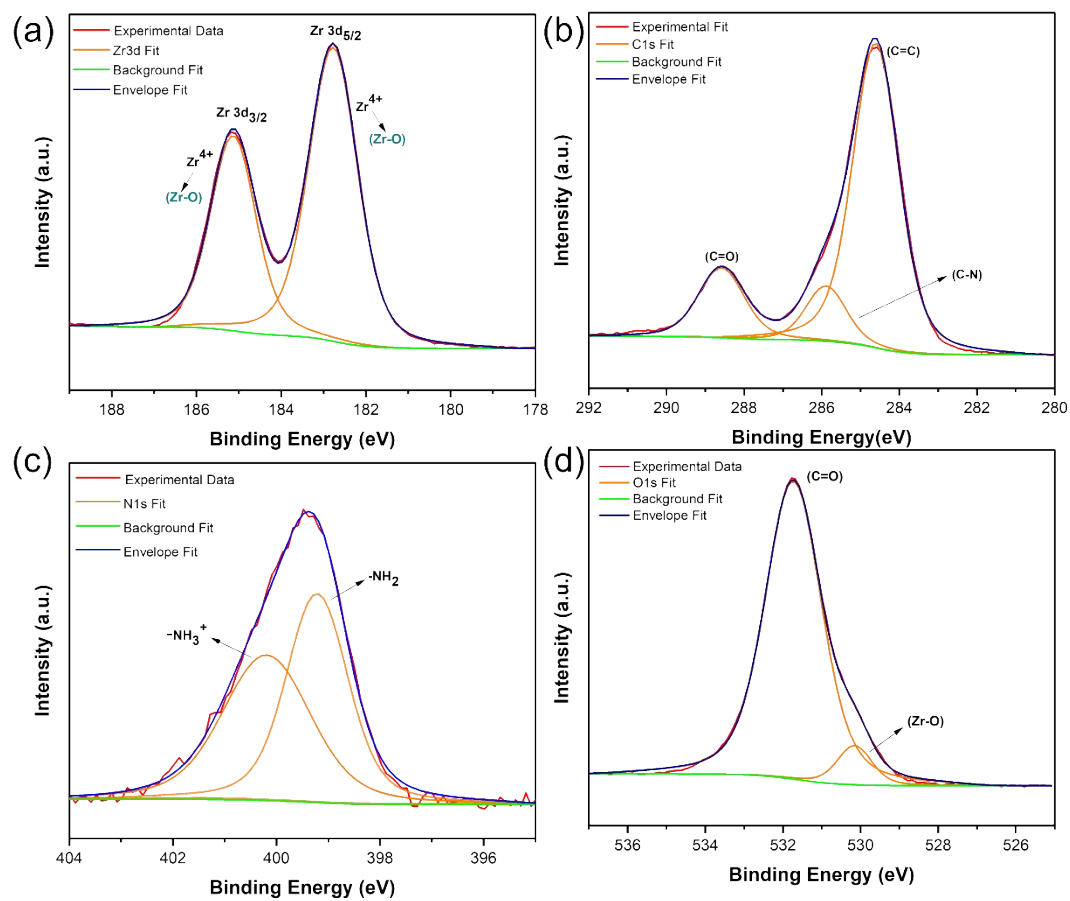 (a)
Experimental Data
Zr3d Fit
Background Fit
Envelope Fit
Zr 3d5/2
Zr 3d3/2
Zr4+
(Zr-O)
Zr4+
(Zr-O)
Intensity (a.u.)
188 186 184 182 180 178
Binding Energy (eV)
(b)
Experimental Fit
C1s Fit
Background Fit
Envelope Fit
(C=C)
(C=O)
(C-N)
Intensity (a.u.)
292 290 288 286 284 282 280
Binding Energy(eV)
(c)
Experimental Data
N1s Fit
Background Fit
Envelope Fit
-NH2
-NH3+
Intensity (a.u.)
404 402 400 398 396
Binding Energy (eV)
(d)
Experimental Data
O1s Fit
Background Fit
Envelope Fit
(C=O)
(Zr-O)
Intensity (a.u.)
536 534 532 530 528 526
Binding Energy (eV)